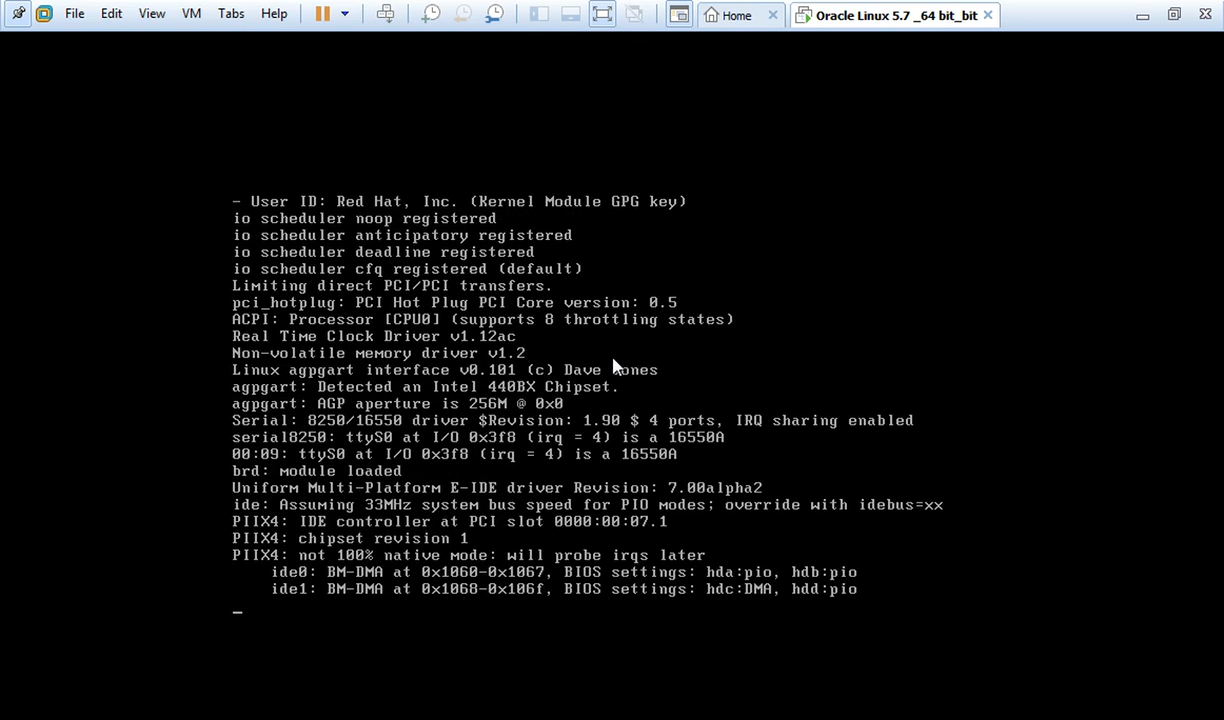 File Edit View VM Tabs Help Home Oracle Linux 5.7 _64 bit_bit
- User ID: Red Hat, Inc. (Kernel Module GPG key)
io scheduler noop registered
io scheduler anticipatory registered
io scheduler deadline registered
io scheduler cfq registered (default)
Limiting direct PCI/PCI transfers.
pci_hotplug: PCI Hot Plug PCI Core version: 0.5
ACPI: Processor [CPU0] (supports 8 throttling states)
Real Time Clock Driver v1.12ac
Non-volatile memory driver v1.2
Linux agpgart interface v0.101 (c) Dave Jones
agpgart: Detected an Intel 440BX Chipset.
agpgart: AGP aperture is 256M @ 0x0
Serial: 8250/16550 driver $Revision: 1.90 $ 4 ports, IRQ sharing enabled
serial8250: ttyS0 at I/O 0x3f8 (irq = 4) is a 16550A
00:09: ttyS0 at I/O 0x3f8 (irq = 4) is a 16550A
brd: module loaded
Uniform Multi-Platform E-IDE driver Revision: 7.00alpha2
ide: Assuming 33MHz system bus speed for PIO modes; override with idebus=xx
PIIX4: IDE controller at PCI slot 0000:00:07.1
PIIX4: chipset revision 1
PIIX4: not 100% native mode: will probe irqs later
ide0: BM-DMA at 0x1060-0x1067, BIOS settings: hda:pio, hdb:pio
ide1: BM-DMA at 0x1068-0x106f, BIOS settings: hdc:DMA, hdd:pio